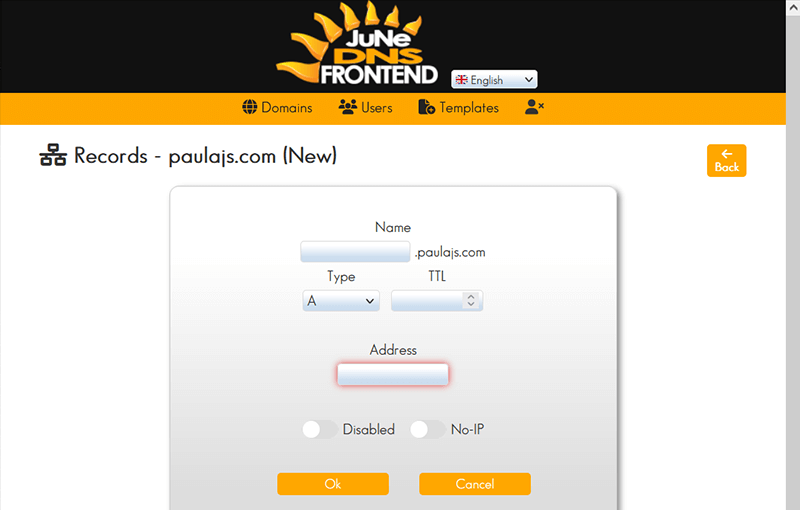 JuNe
DNS
FRONTEND
English
Domains Users Templates
Records - paulajs.com (New)
Back
Name
.paulajs.com
Type TTL
A
Address
Disabled No-IP
Ok Cancel